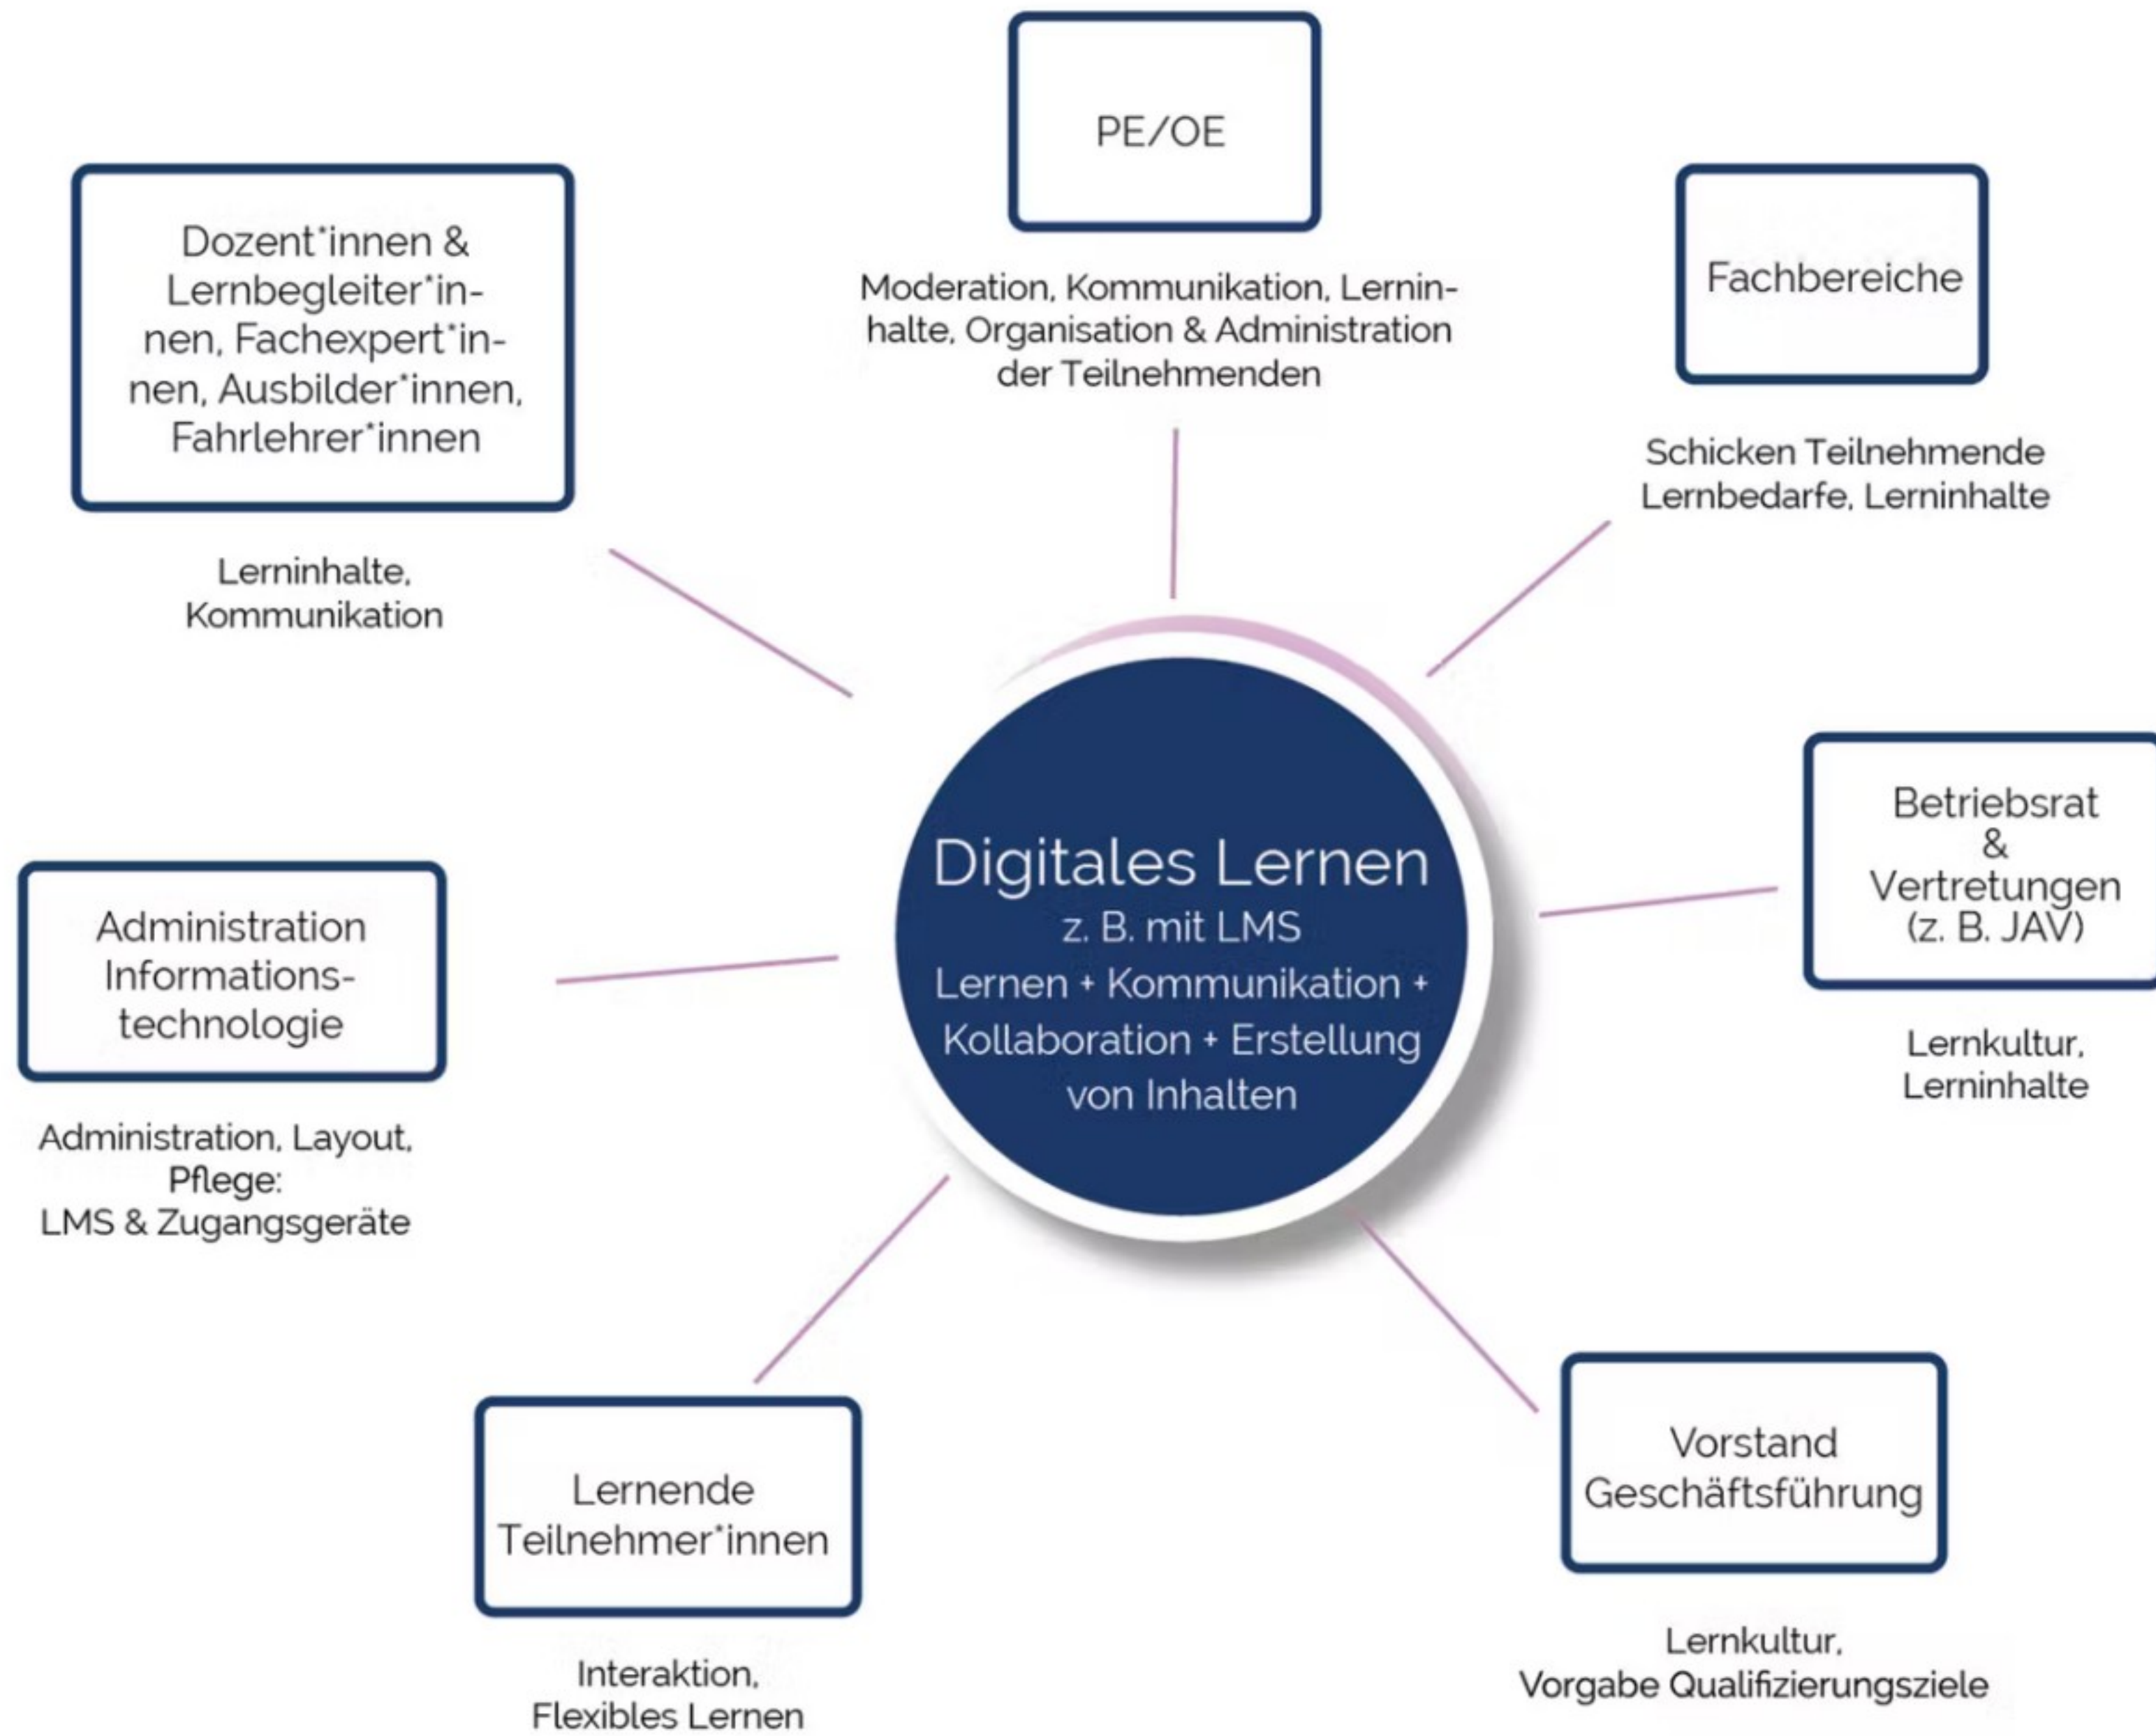 PE/OE
Moderation, Kommunikation, Lernin-
halte, Organisation & Administration
der Teilnehmenden
Dozent*innen &
Lernbegleiter*in-
nen, Fachexpert*in-
nen, Ausbilder*innen,
Fahrlehrer*innen
Lerninhalte,
Kommunikation
Fachbereiche
Schicken Teilnehmende
Lernbedarfe, Lerninhalte
Digitales Lernen
z. B. mit LMS
Lernen + Kommunikation +
Kollaboration + Erstellung
von Inhalten
Betriebsrat
&
Vertretungen
(z. B. JAV)
Lernkultur,
Lerninhalte
Administration
Informations-
technologie
Administration, Layout,
Pflege:
LMS & Zugangsgeräte
Lernende
Teilnehmer*innen
Interaktion,
Flexibles Lernen
Vorstand
Geschäftsführung
Lernkultur,
Vorgabe Qualifizierungsziele